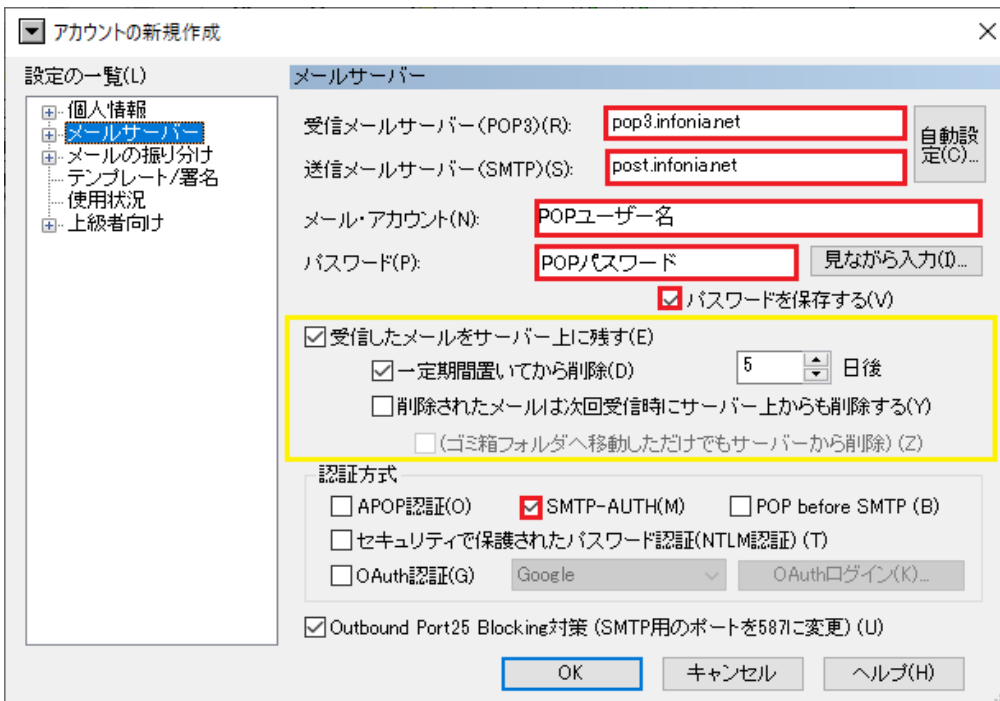 アカウントの新規作成
設定の一覧(L)
個人情報
メールサーバー
メールの振り分け
テンプレート/署名
使用状況
上級者向け
メールサーバー
受信メールサーバー(POP3)(R): pop3.infonia.net
送信メールサーバー(SMTP)(S): post.infonia.net
自動設定(C)...
メール・アカウント(N): POPユーザー名
パスワード(P): POPパスワード 見ながら入力(I)...
パスワードを保存する(V)
受信したメールをサーバー上に残す(E)
一定期間置いてから削除(D) 5 日後
削除されたメールは次回受信時にサーバー上からも削除する(Y)
(ゴミ箱フォルダへ移動しただけでもサーバーから削除) (Z)
認証方式
APOP認証(O) SMTP-AUTH(M) POP before SMTP (B)
セキュリティで保護されたパスワード認証(NTLM認証) (T)
OAuth認証(G) Google OAuthログイン(K)...
Outbound Port25 Blocking対策 (SMTP用のポートを587に変更) (U)
OK キャンセル ヘルプ(H)